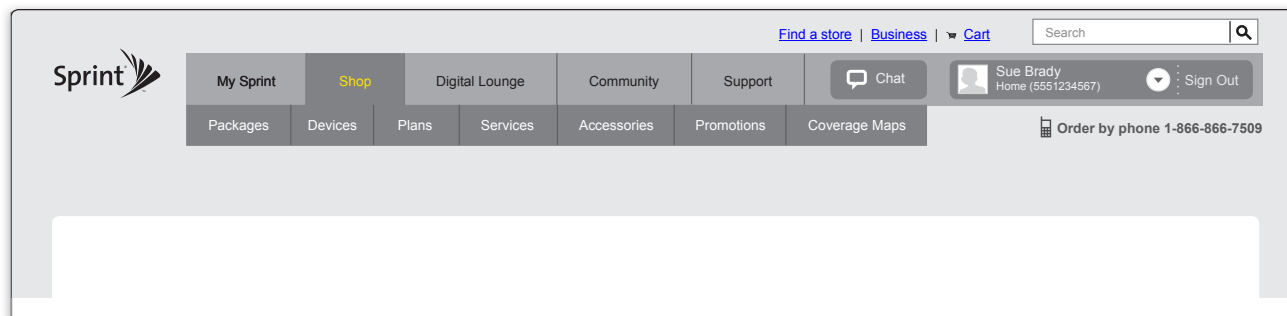 Find a store | Business | Cart
Search
Sprint
My Sprint
Shop
Digital Lounge
Community
Support
Chat
Sue Brady
Home (5551234567)
Sign Out
Packages
Devices
Plans
Services
Accessories
Promotions
Coverage Maps
Order by phone 1-866-866-7509